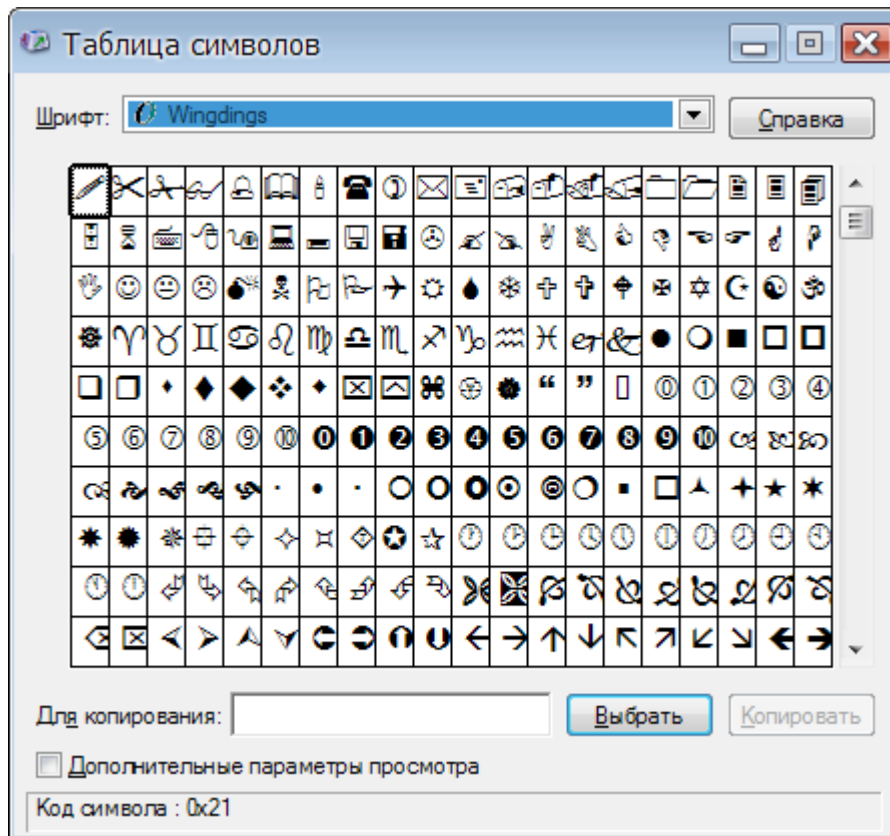 Таблица символов
Шрифт: Wingdings Справка
Для копирования: Выбрать Копировать
Дополнительные параметры просмотра
Код символа : 0x21